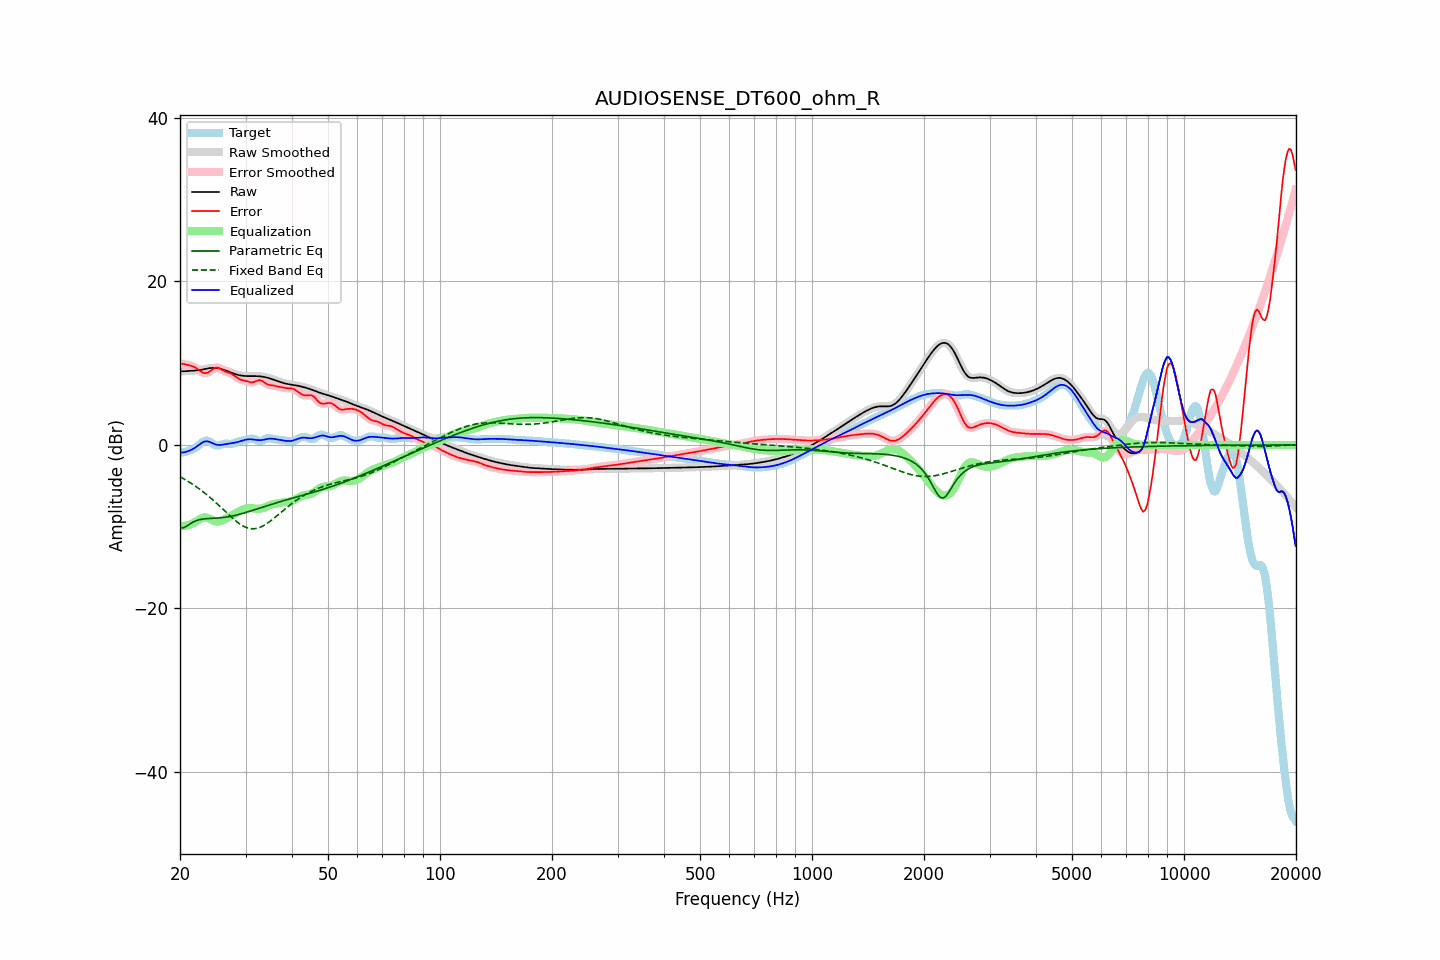 AUDIOSENSE_DT600_ohm_R
Target
Raw Smoothed
Error Smoothed
Raw
Error
Equalization
Parametric Eq
Fixed Band Eq
Equalized
40
20
0
−20
−40
Amplitude (dBr)
20 50 100 200 500 1000 2000 5000 10000 20000
Frequency (Hz)